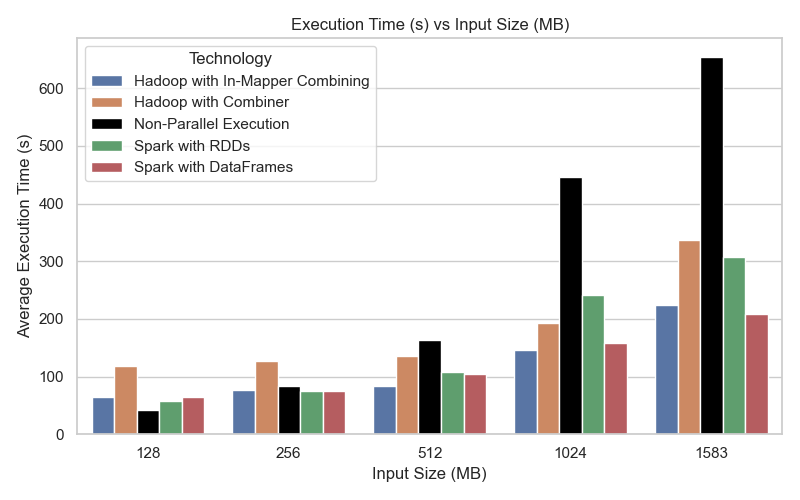 Execution Time (s) vs Input Size (MB)
Technology
Hadoop with In-Mapper Combining
Hadoop with Combiner
Non-Parallel Execution
Spark with RDDs
Spark with DataFrames
Average Execution Time (s)
600
500
400
300
200
100
0
128 256 512 1024 1583
Input Size (MB)